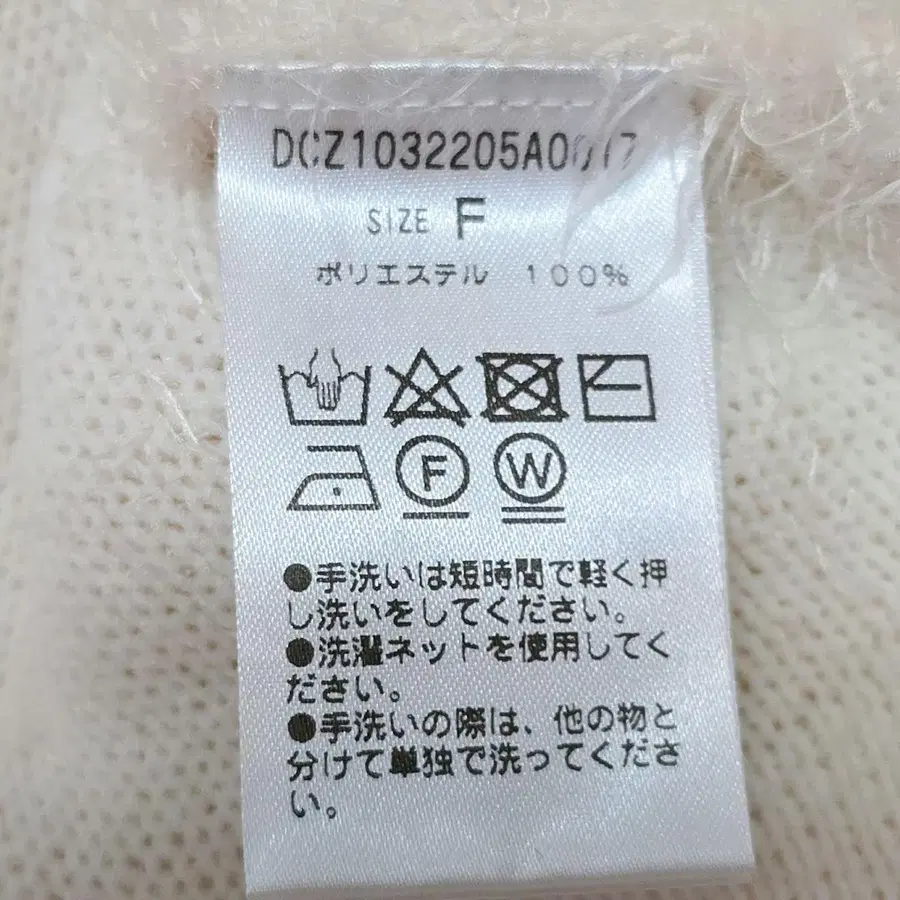 DCZ1032205A0017
SIZE F
ポリエステル 100%
F W
●手洗いは短時間で軽く押
し洗いをしてください。
●洗濯ネットを使用してく
ださい。
●手洗いの際は、他の物と
分けて単独で洗ってくださ
い。